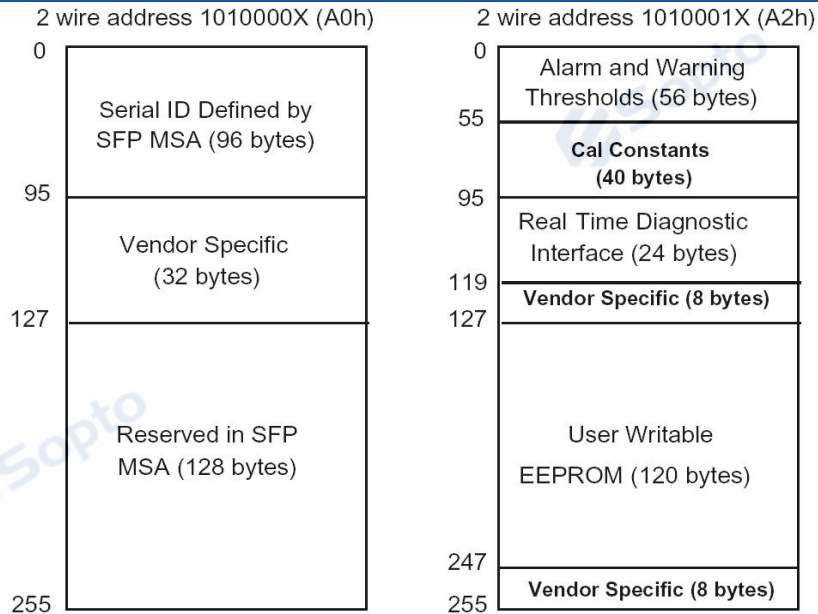 2 wire address 1010000X (A0h)
0
Serial ID Defined by
SFP MSA (96 bytes)
95
Vendor Specific
(32 bytes)
127
Reserved in SFP
MSA (128 bytes)
255
2 wire address 1010001X (A2h)
0
Alarm and Warning
Thresholds (56 bytes)
55
Cal Constants
(40 bytes)
95
Real Time Diagnostic
Interface (24 bytes)
119
Vendor Specific (8 bytes)
127
User Writable
EEPROM (120 bytes)
247
Vendor Specific (8 bytes)
255
Sopto
Sopto